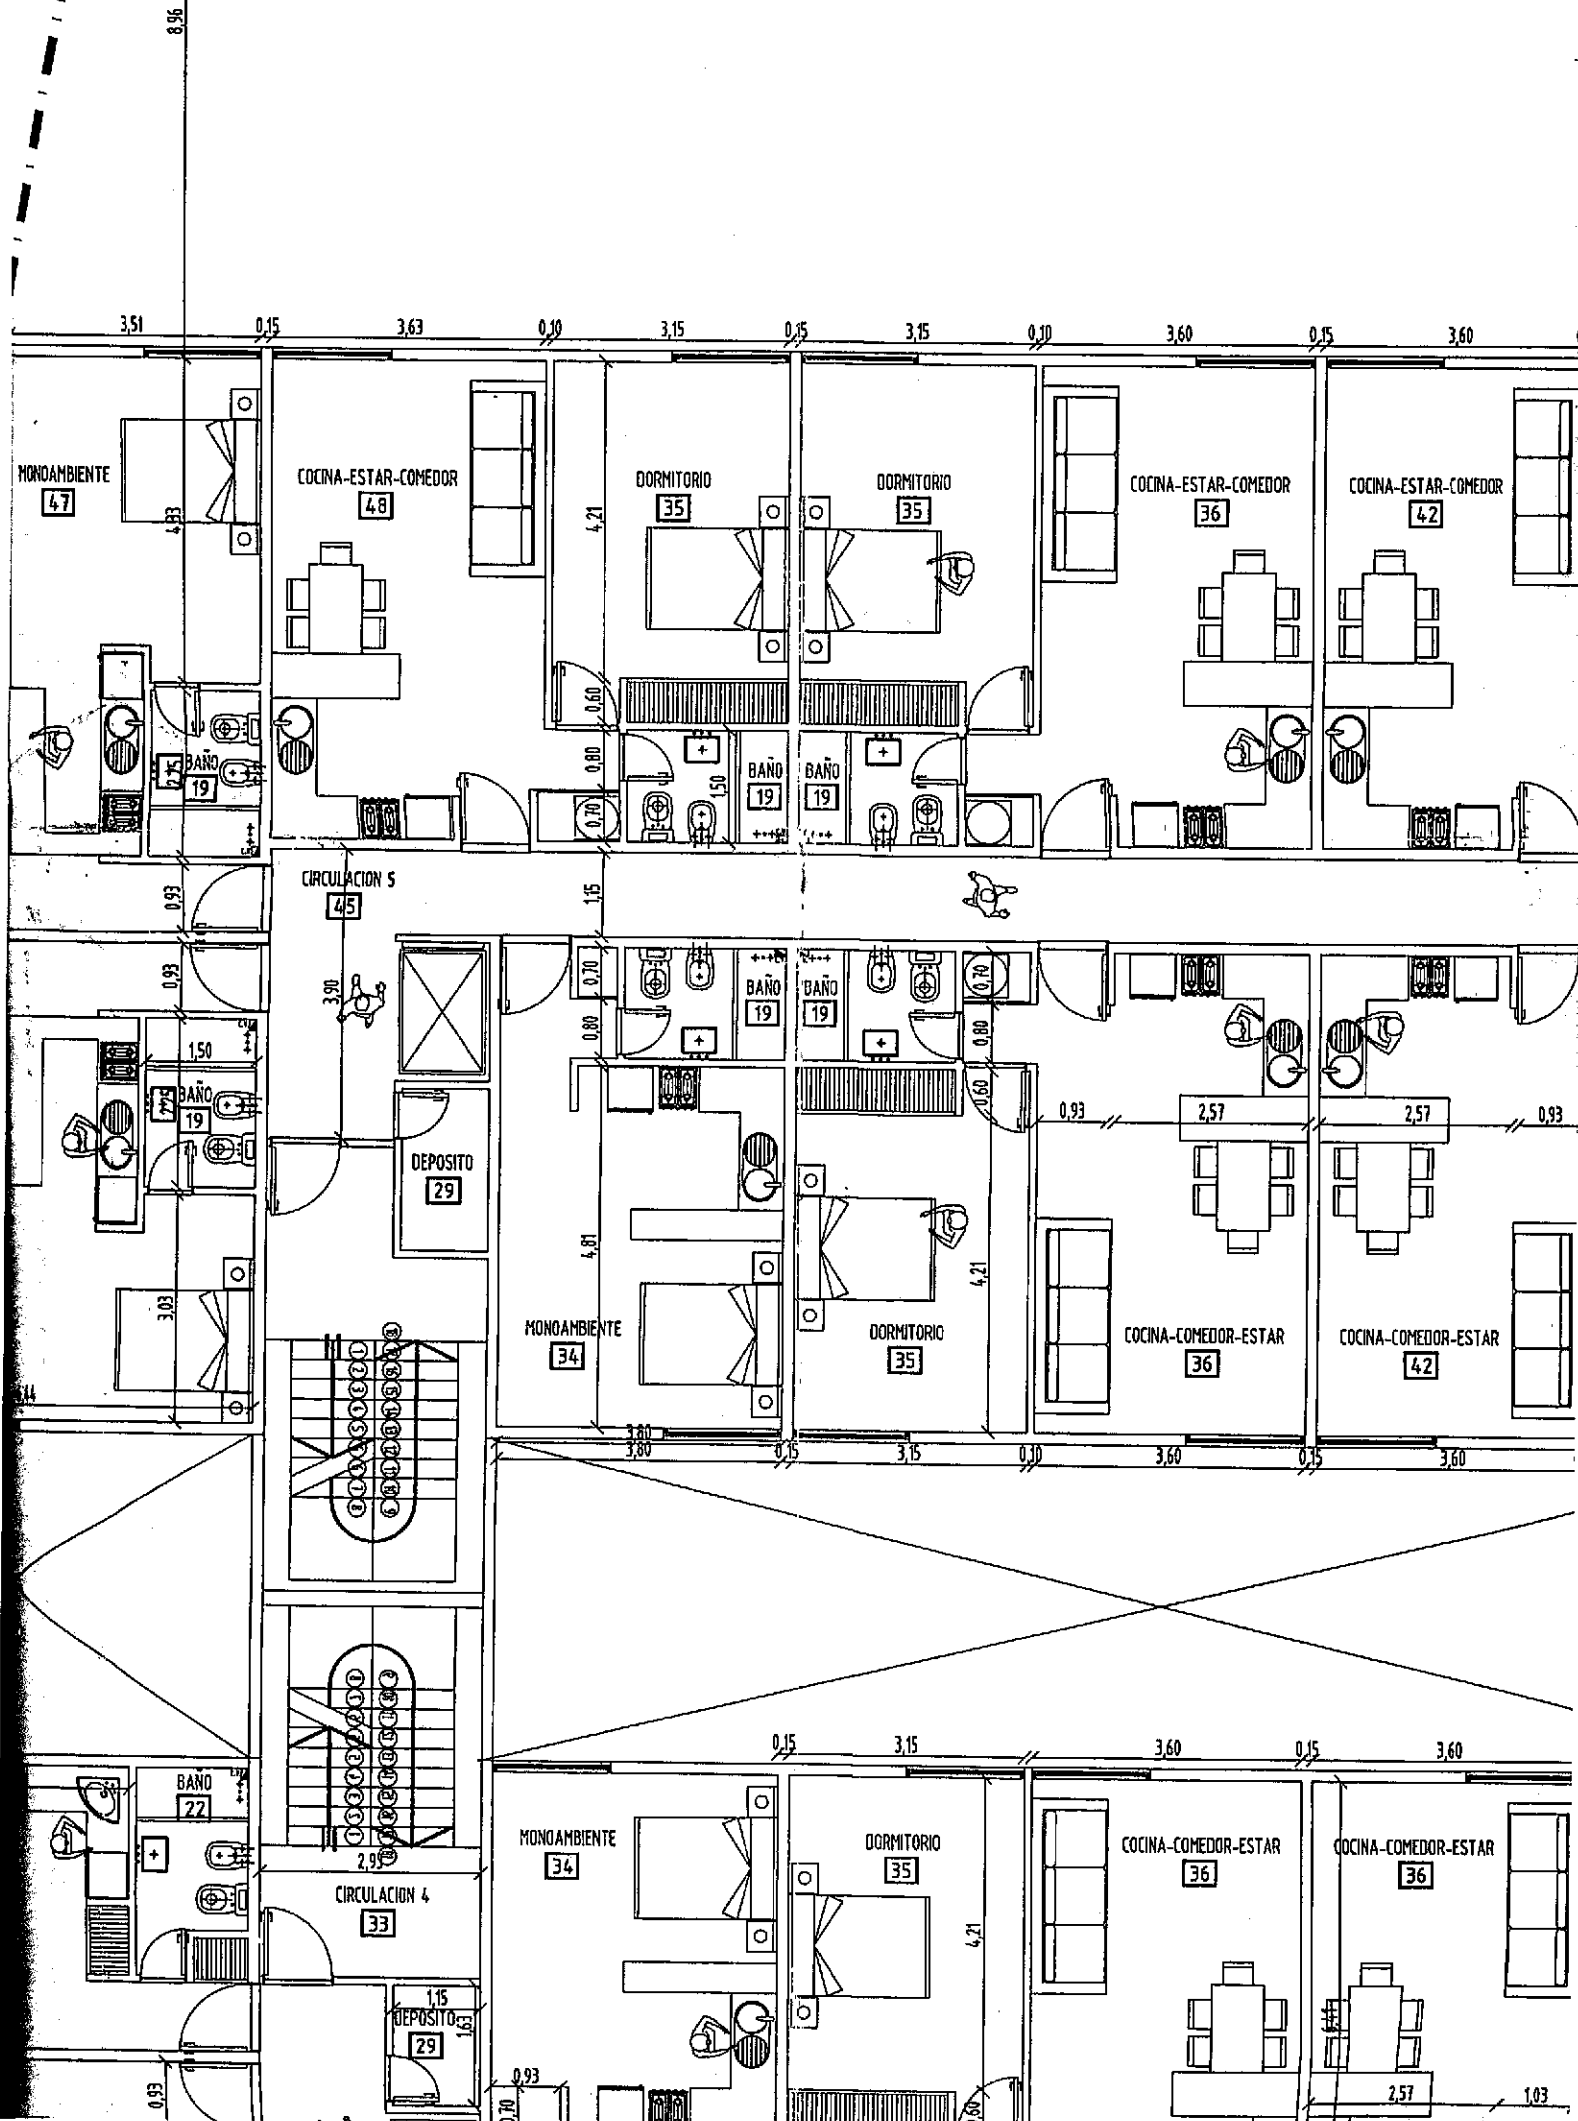 8,96
3,51 0,15 3,63 0,10 3,15 0,15 3,15 0,10 3,60 0,15 3,60
MONOAMBIENTE
47
COCINA-ESTAR-COMEDOR
48
DORMITORIO
35
DORMITORIO
35
COCINA-ESTAR-COMEDOR
36
COCINA-ESTAR-COMEDOR
42
4,93
4,21
0,60
0,80
0,70
1,50
BAÑO
19
BAÑO
19
BAÑO
19
CIRCULACION 5
45
0,93
1,15
0,93
3,90
0,70
0,80
BAÑO
19
BAÑO
19
0,70
0,80
0,60
1,50
BAÑO
19
DEPOSITO
29
0,93 2,57 2,57 0,93
3,03
4,81
4,21
MONOAMBIENTE
34
DORMITORIO
35
COCINA-COMEDOR-ESTAR
36
COCINA-COMEDOR-ESTAR
42
3,80
3,80 0,15 3,15 0,10 3,60 0,15 3,60
0,15 3,15 3,60 0,15 3,60
BAÑO
22
2,95
CIRCULACION 4
33
MONOAMBIENTE
34
DORMITORIO
35
COCINA-COMEDOR-ESTAR
36
COCINA-COMEDOR-ESTAR
36
4,21
1,15
DEPOSITO
29
1,63
0,93
0,93
0,70
0,60
2,57 1,03